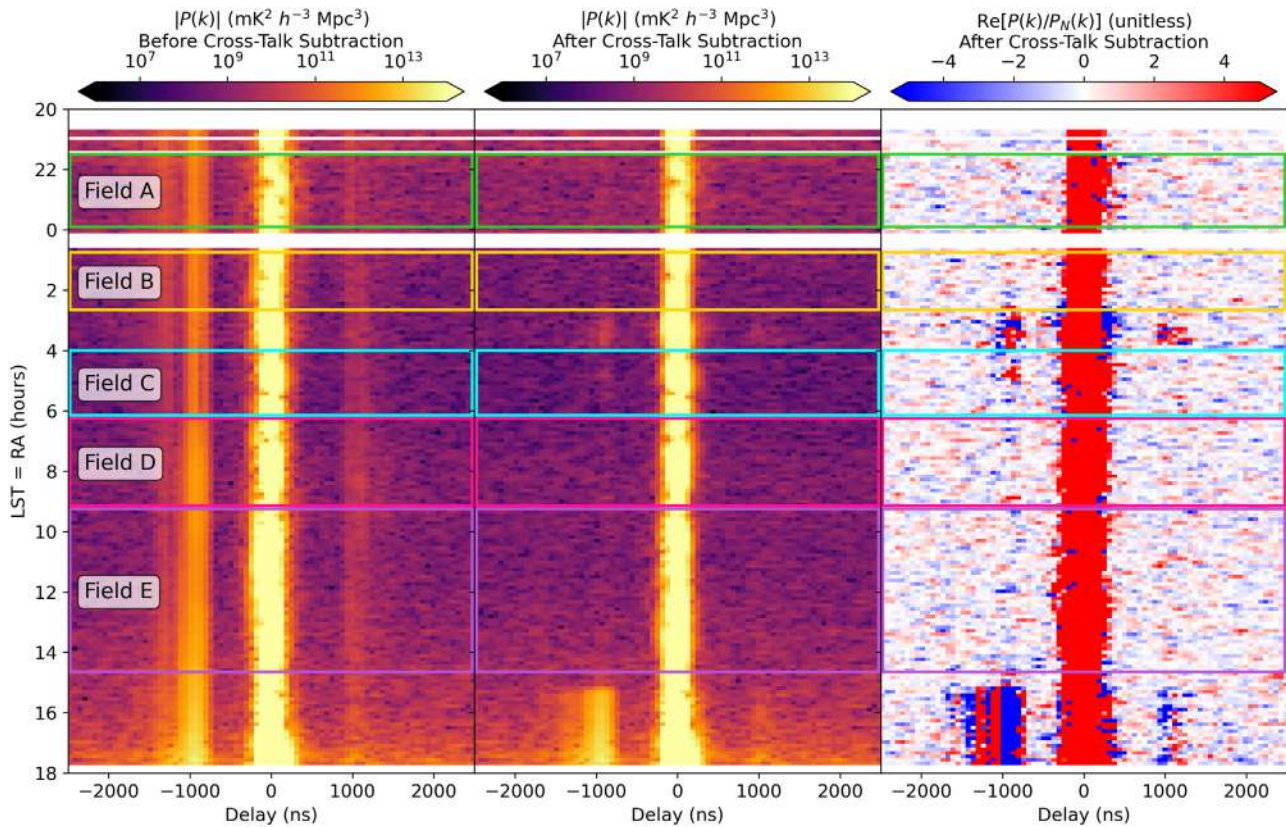 |P(k)| (mK² h⁻³ Mpc³)
Before Cross-Talk Subtraction
10⁷ 10⁹ 10¹¹ 10¹³
|P(k)| (mK² h⁻³ Mpc³)
After Cross-Talk Subtraction
10⁷ 10⁹ 10¹¹ 10¹³
Re[P(k)/P_N(k)] (unitless)
After Cross-Talk Subtraction
−4 −2 0 2 4
LST = RA (hours)
20
22
0
2
4
6
8
10
12
14
16
18
Field A
Field B
Field C
Field D
Field E
−2000 −1000 0 1000 2000
Delay (ns)
−2000 −1000 0 1000 2000
Delay (ns)
−2000 −1000 0 1000 2000
Delay (ns)